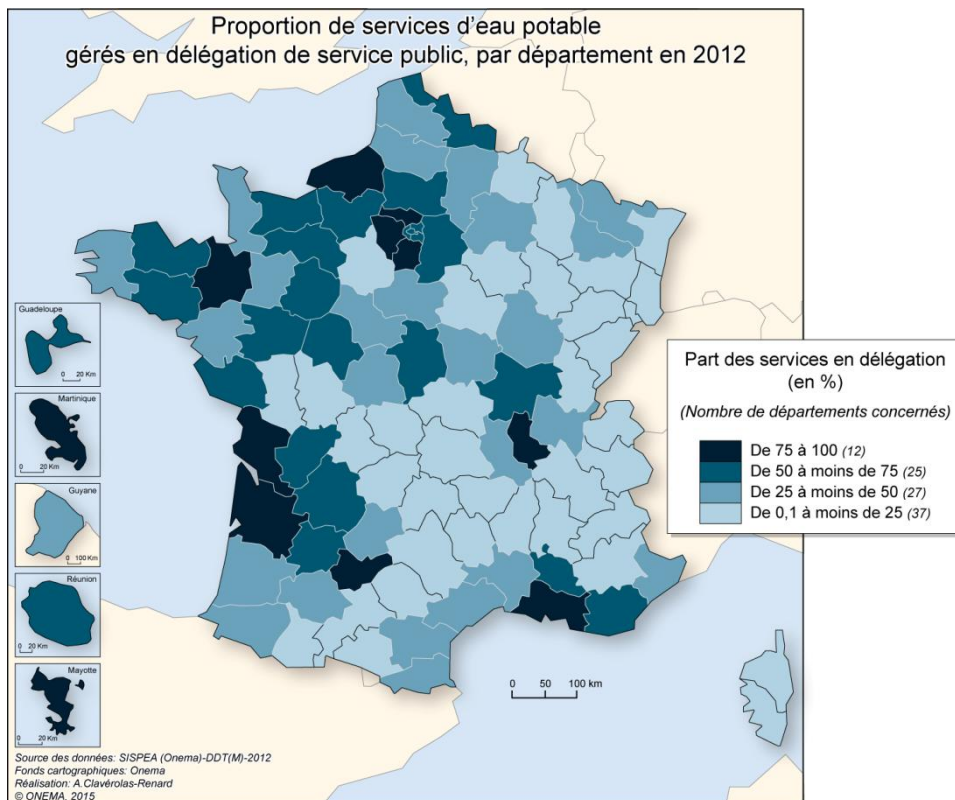 Proportion de services d'eau potable
gérés en délégation de service public, par département en 2012
Guadeloupe
0 20 Km
Martinique
0 20 Km
Guyane
0 100 Km
Réunion
0 20 Km
Mayotte
0 20 Km
Part des services en délégation
(en %)
(Nombre de départements concernés)
De 75 à 100 (12)
De 50 à moins de 75 (25)
De 25 à moins de 50 (27)
De 0,1 à moins de 25 (37)
0 50 100 km
Source des données: SISPEA (Onema)-DDT(M)-2012
Fonds cartographiques: Onema
Réalisation: A.Clavérolas-Renard
© ONEMA, 2015